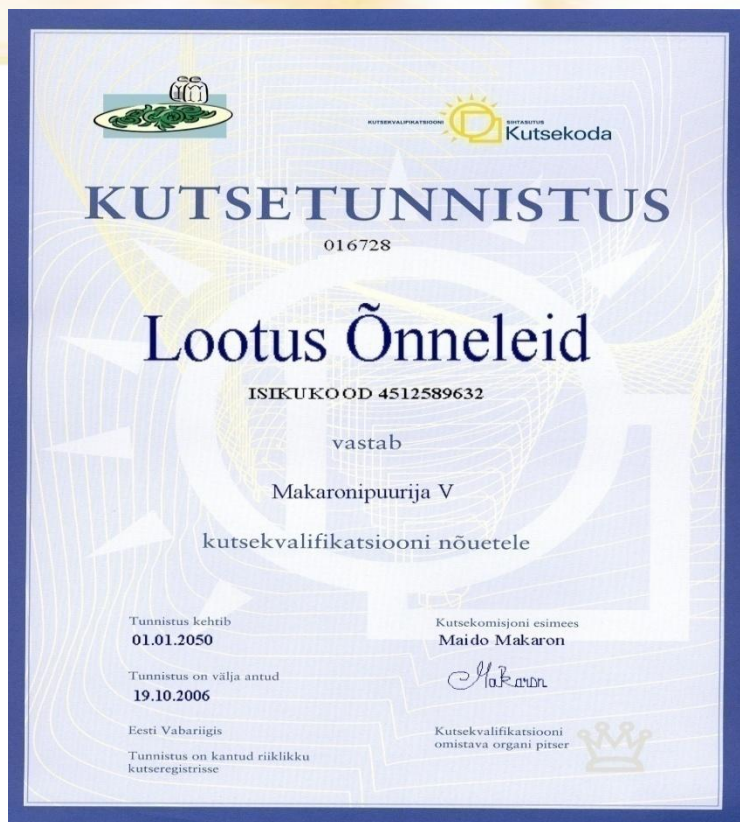 KUTSEKVALIFIKATSIOONI SIHTASUTUS
Kutsekoda
KUTSETUNNISTUS
016728
Lootus Õnneleid
ISIKUKOOD 4512589632
vastab
Makaronipuurija V
kutsekvalifikatsiooni nõuetele
Tunnistus kehtib
01.01.2050
Tunnistus on välja antud
19.10.2006
Eesti Vabariigis
Tunnistus on kantud riiklikku
kutseregistrisse
Kutsekomisjoni esimees
Maido Makaron
Makaron
Kutsekvalifikatsiooni
omistava organi pitser